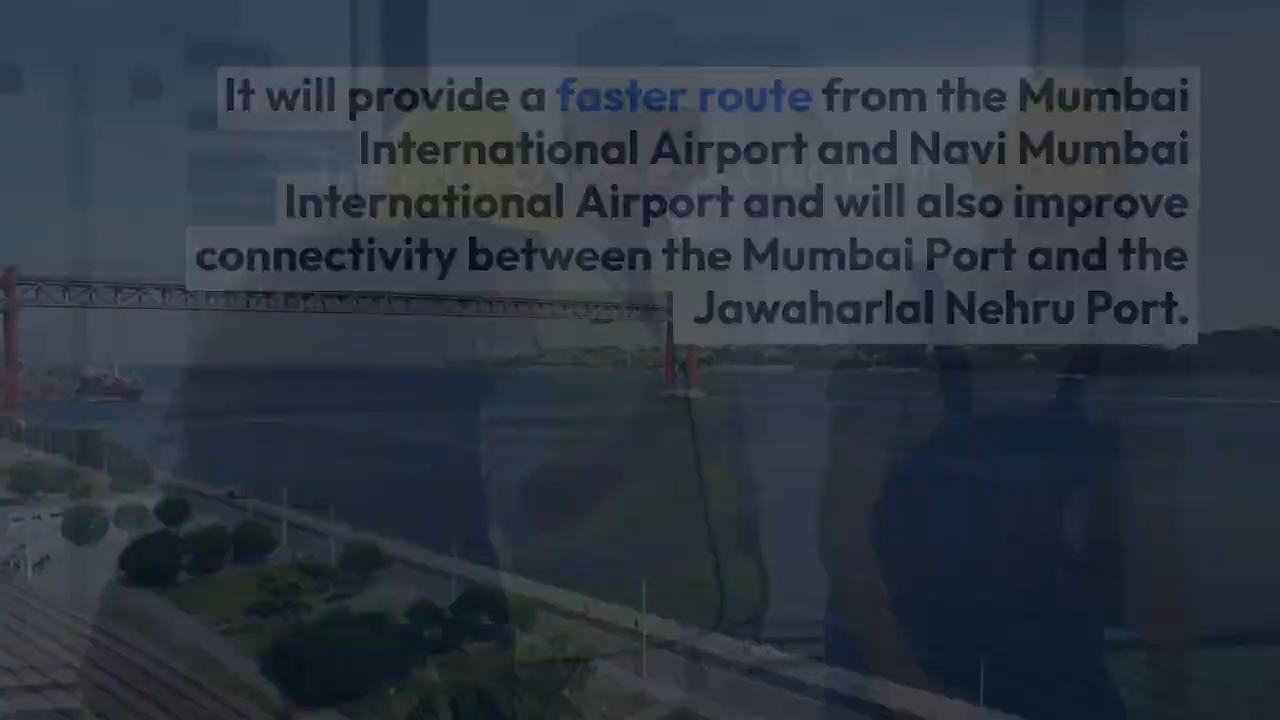 It will provide a faster route from the Mumbai
International Airport and Navi Mumbai
International Airport and will also improve
connectivity between the Mumbai Port and the
Jawaharlal Nehru Port.